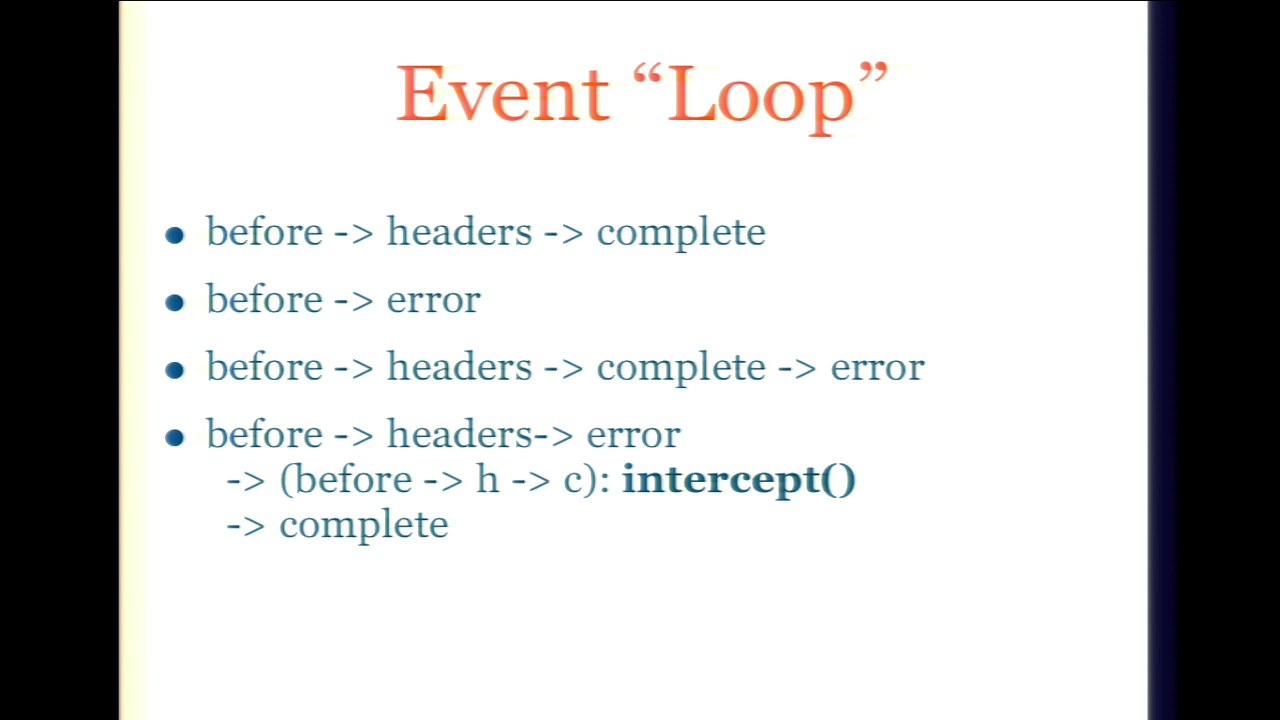 Event “Loop”
• before -> headers -> complete
• before -> error
• before -> headers -> complete -> error
• before -> headers-> error
-> (before -> h -> c): intercept()
-> complete